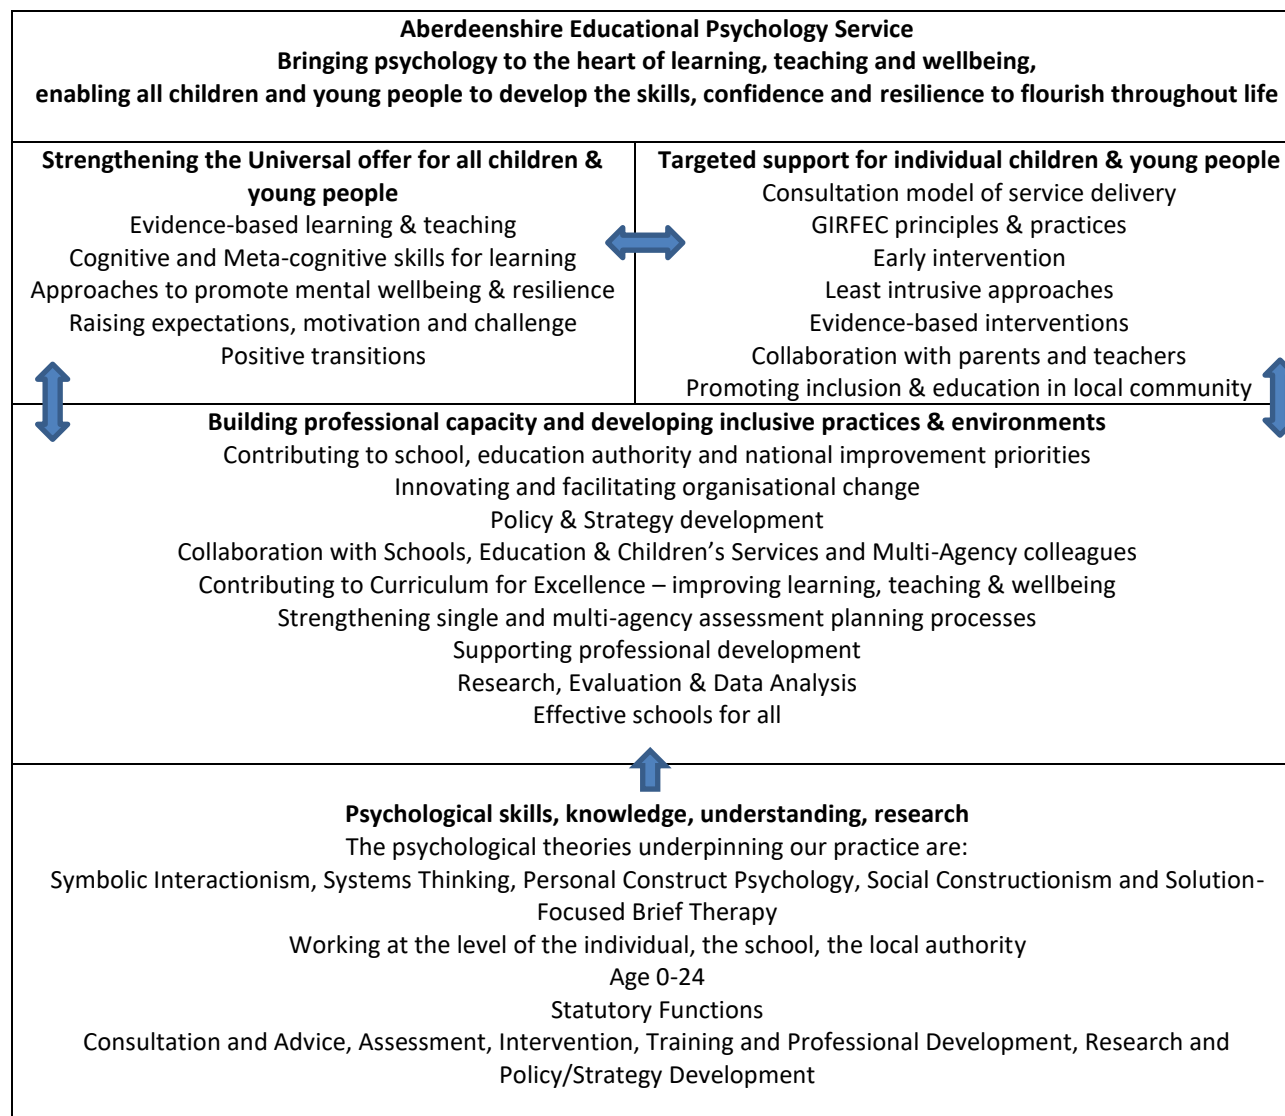 Aberdeenshire Educational Psychology Service
Bringing psychology to the heart of learning, teaching and wellbeing,
enabling all children and young people to develop the skills, confidence and resilience to flourish throughout life
Strengthening the Universal offer for all children &
young people
Evidence-based learning & teaching
Cognitive and Meta-cognitive skills for learning
Approaches to promote mental wellbeing & resilience
Raising expectations, motivation and challenge
Positive transitions
Targeted support for individual children & young people
Consultation model of service delivery
GIRFEC principles & practices
Early intervention
Least intrusive approaches
Evidence-based interventions
Collaboration with parents and teachers
Promoting inclusion & education in local community
Building professional capacity and developing inclusive practices & environments
Contributing to school, education authority and national improvement priorities
Innovating and facilitating organisational change
Policy & Strategy development
Collaboration with Schools, Education & Children’s Services and Multi-Agency colleagues
Contributing to Curriculum for Excellence – improving learning, teaching & wellbeing
Strengthening single and multi-agency assessment planning processes
Supporting professional development
Research, Evaluation & Data Analysis
Effective schools for all
Psychological skills, knowledge, understanding, research
The psychological theories underpinning our practice are:
Symbolic Interactionism, Systems Thinking, Personal Construct Psychology, Social Constructionism and Solution-
Focused Brief Therapy
Working at the level of the individual, the school, the local authority
Age 0-24
Statutory Functions
Consultation and Advice, Assessment, Intervention, Training and Professional Development, Research and
Policy/Strategy Development